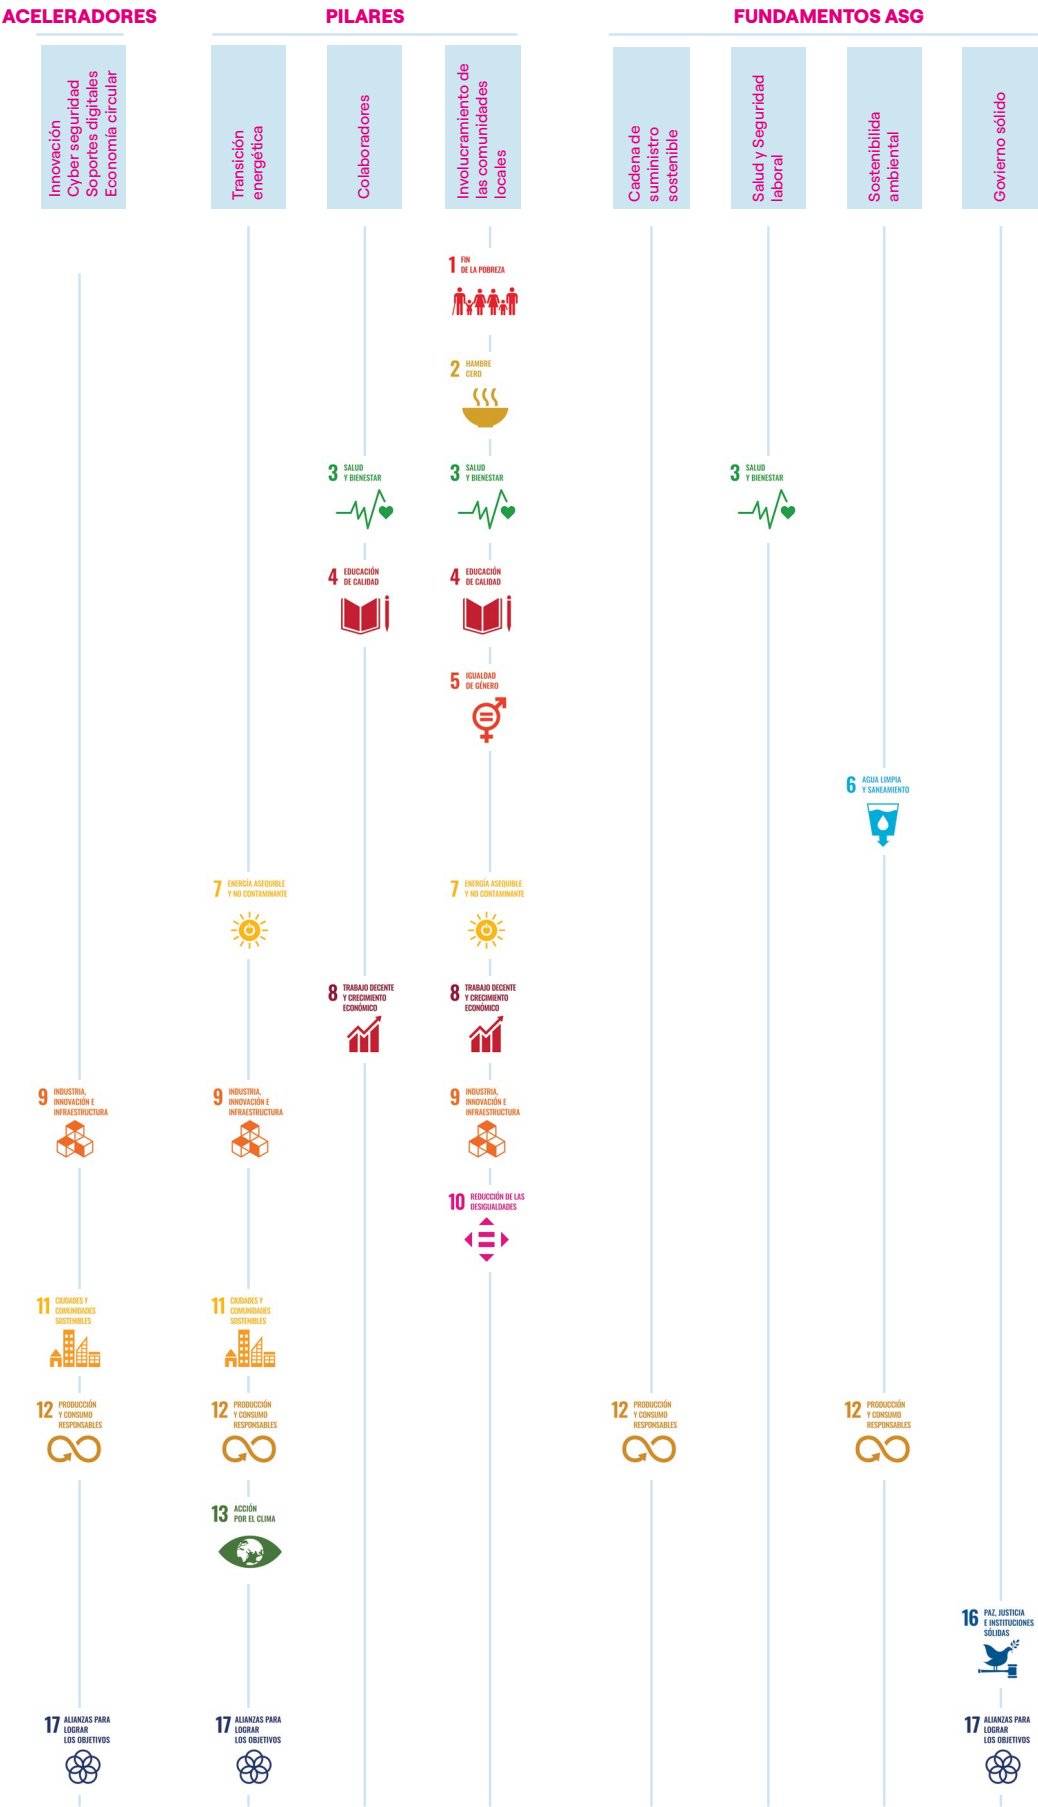 ACELERADORES
PILARES
FUNDAMENTOS ASG
Innovación
Cyber seguridad
Soportes digitales
Economía circular
Transición
energética
Colaboradores
Involucramiento de
las comunidades
locales
Cadena de
suministro
sostenible
Salud y Seguridad
laboral
Sostenibilida
ambiental
Govierno sólido
1 FIN
DE LA POBREZA
2 HAMBRE
CERO
3 SALUD
Y BIENESTAR
3 SALUD
Y BIENESTAR
3 SALUD
Y BIENESTAR
4 EDUCACIÓN
DE CALIDAD
4 EDUCACIÓN
DE CALIDAD
5 IGUALDAD
DE GÉNERO
6 AGUA LIMPIA
Y SANEAMIENTO
7 ENERGÍA ASEQUIBLE
Y NO CONTAMINANTE
7 ENERGÍA ASEQUIBLE
Y NO CONTAMINANTE
8 TRABAJO DECENTE
Y CRECIMIENTO
ECONÓMICO
8 TRABAJO DECENTE
Y CRECIMIENTO
ECONÓMICO
9 INDUSTRIA,
INNOVACIÓN E
INFRAESTRUCTURA
9 INDUSTRIA,
INNOVACIÓN E
INFRAESTRUCTURA
9 INDUSTRIA,
INNOVACIÓN E
INFRAESTRUCTURA
10 REDUCCIÓN DE LAS
DESIGUALDADES
11 CIUDADES Y
COMUNIDADES
SOSTENIBLES
11 CIUDADES Y
COMUNIDADES
SOSTENIBLES
12 PRODUCCIÓN
Y CONSUMO
RESPONSABLES
12 PRODUCCIÓN
Y CONSUMO
RESPONSABLES
12 PRODUCCIÓN
Y CONSUMO
RESPONSABLES
12 PRODUCCIÓN
Y CONSUMO
RESPONSABLES
13 ACCIÓN
POR EL CLIMA
16 PAZ, JUSTICIA
E INSTITUCIONES
SÓLIDAS
17 ALIANZAS PARA
LOGRAR
LOS OBJETIVOS
17 ALIANZAS PARA
LOGRAR
LOS OBJETIVOS
17 ALIANZAS PARA
LOGRAR
LOS OBJETIVOS